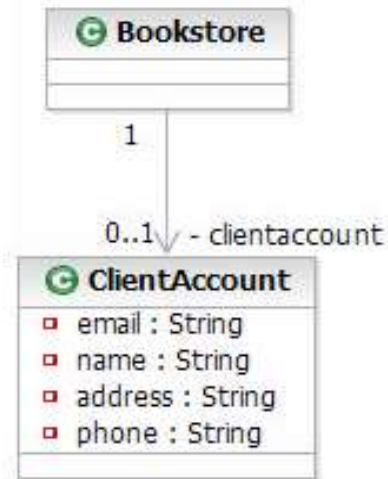 Bookstore
1
0..1 - clientaccount
ClientAccount
email : String
name : String
address : String
phone : String